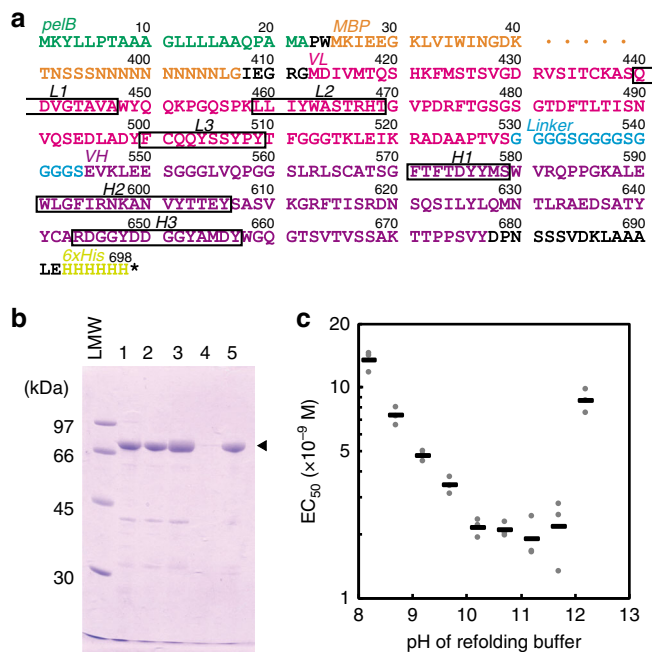 a
pelB 10 20 MBP 30 40
MKYLLPTAAA GLLLLAAQPA MAPWMKIEEG KLVIWINGDK · · · · ·
400 410 VL 420 430 440
TNSSSNNNNN NNNNLGIEGR GMDIVMTQS HKFMSTSVGD RVSITCKASQ
L1 450 460 L2 470 480 490
DVGTAVAWYQ QKPGQSPKLL IYWASTRHTG VPDRFTGSGS GTDFTLTISN
500 L3 510 520 530 Linker 540
VQSEDLADYF CQQYSSYPYT FGGGTKLEIK RADAAPTVSG GGGSGGGGSG
VH 550 560 570 H1 580 590
GGGSEVKLEE SGGGLVQPGG SLRLSCATSG FTFTDYYMSW VRQPPGKALE
H2 600 610 620 630 640
WLGFIRNKAN VYTTEYSASV KGRFTISRDN SQSILYLQMN TLRAEDSATY
650 H3 660 670 680 690
YCARDGGYDD GGYAMDYWGQ GTSVTVSSAK TTPPSVYDPN SSSVDKLAAA
6xHis 698
LEHHHHHH*
b
LMW 1 2 3 4 5
(kDa)
97
66
45
30
c
20
10
5
1
EC50 (×10−9 M)
8 9 10 11 12 13
pH of refolding buffer